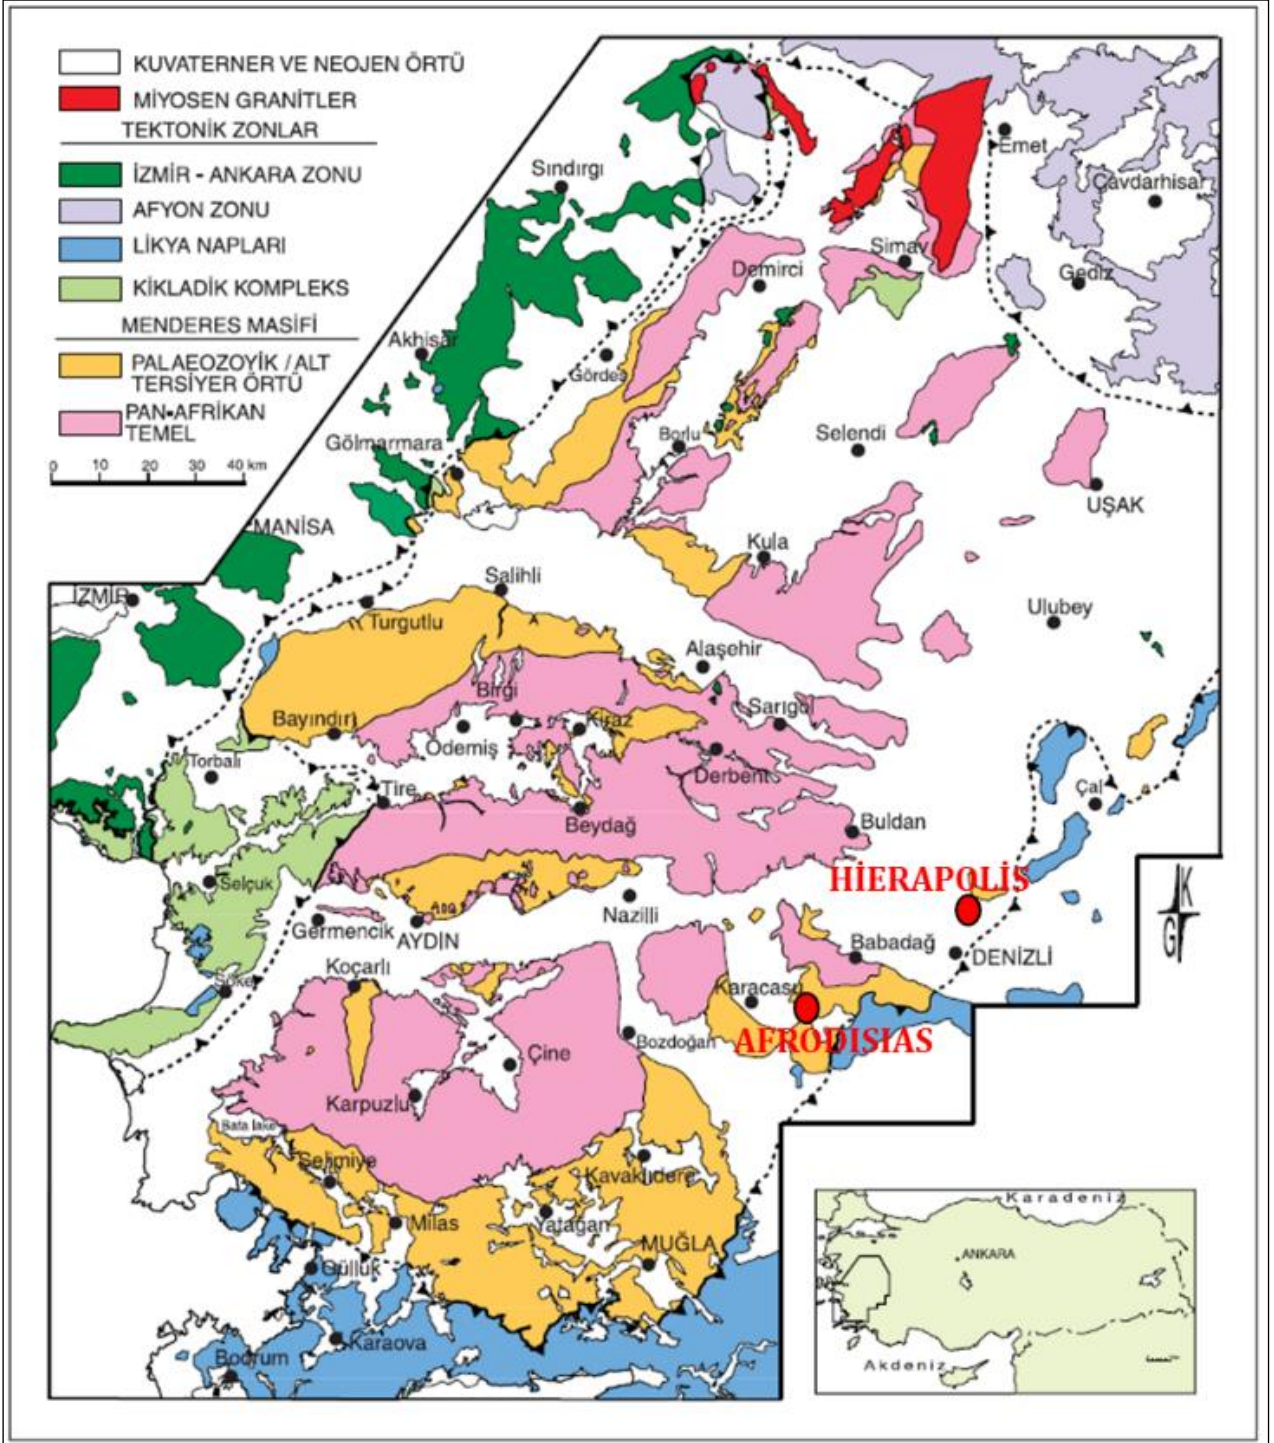 KUVATERNER VE NEOJEN ÖRTÜ
MİYOSEN GRANİTLER
TEKTONİK ZONLAR
İZMİR - ANKARA ZONU
AFYON ZONU
LİKYA NAPLARI
KİKLADİK KOMPLEKS
MENDERES MASİFİ
PALAEOZOYİK / ALT
TERSİYER ÖRTÜ
PAN-AFRİKAN
TEMEL
0 10 20 30 40 km
Emet
Sındırgı
Çavdarhisar
Simav
Demirci
Gediz
Akhisar
Gördes
Gölmarmara
Borlu
Selendi
UŞAK
MANİSA
Kula
Salihli
İZMİR
Turgutlu
Ulubey
Alaşehir
Birgi
Bayındır
Kiraz
Sarıgöl
Ödemiş
Torbalı
Derbent
Tire
Çal
Beydağ
Buldan
HİERAPOLİS
Selçuk
K
G
Nazilli
Germencik
AYDIN
Babadağ
DENİZLİ
Koçarlı
Söke
Karacasu
AFRODISIAS
Bozdoğan
Çine
Karpuzlu
Bafa lake
Selimiye
Kavaklıdere
Milas
Yatağan
MUĞLA
Güllük
Karaova
Bodrum
Karadeniz
ANKARA
Akdeniz